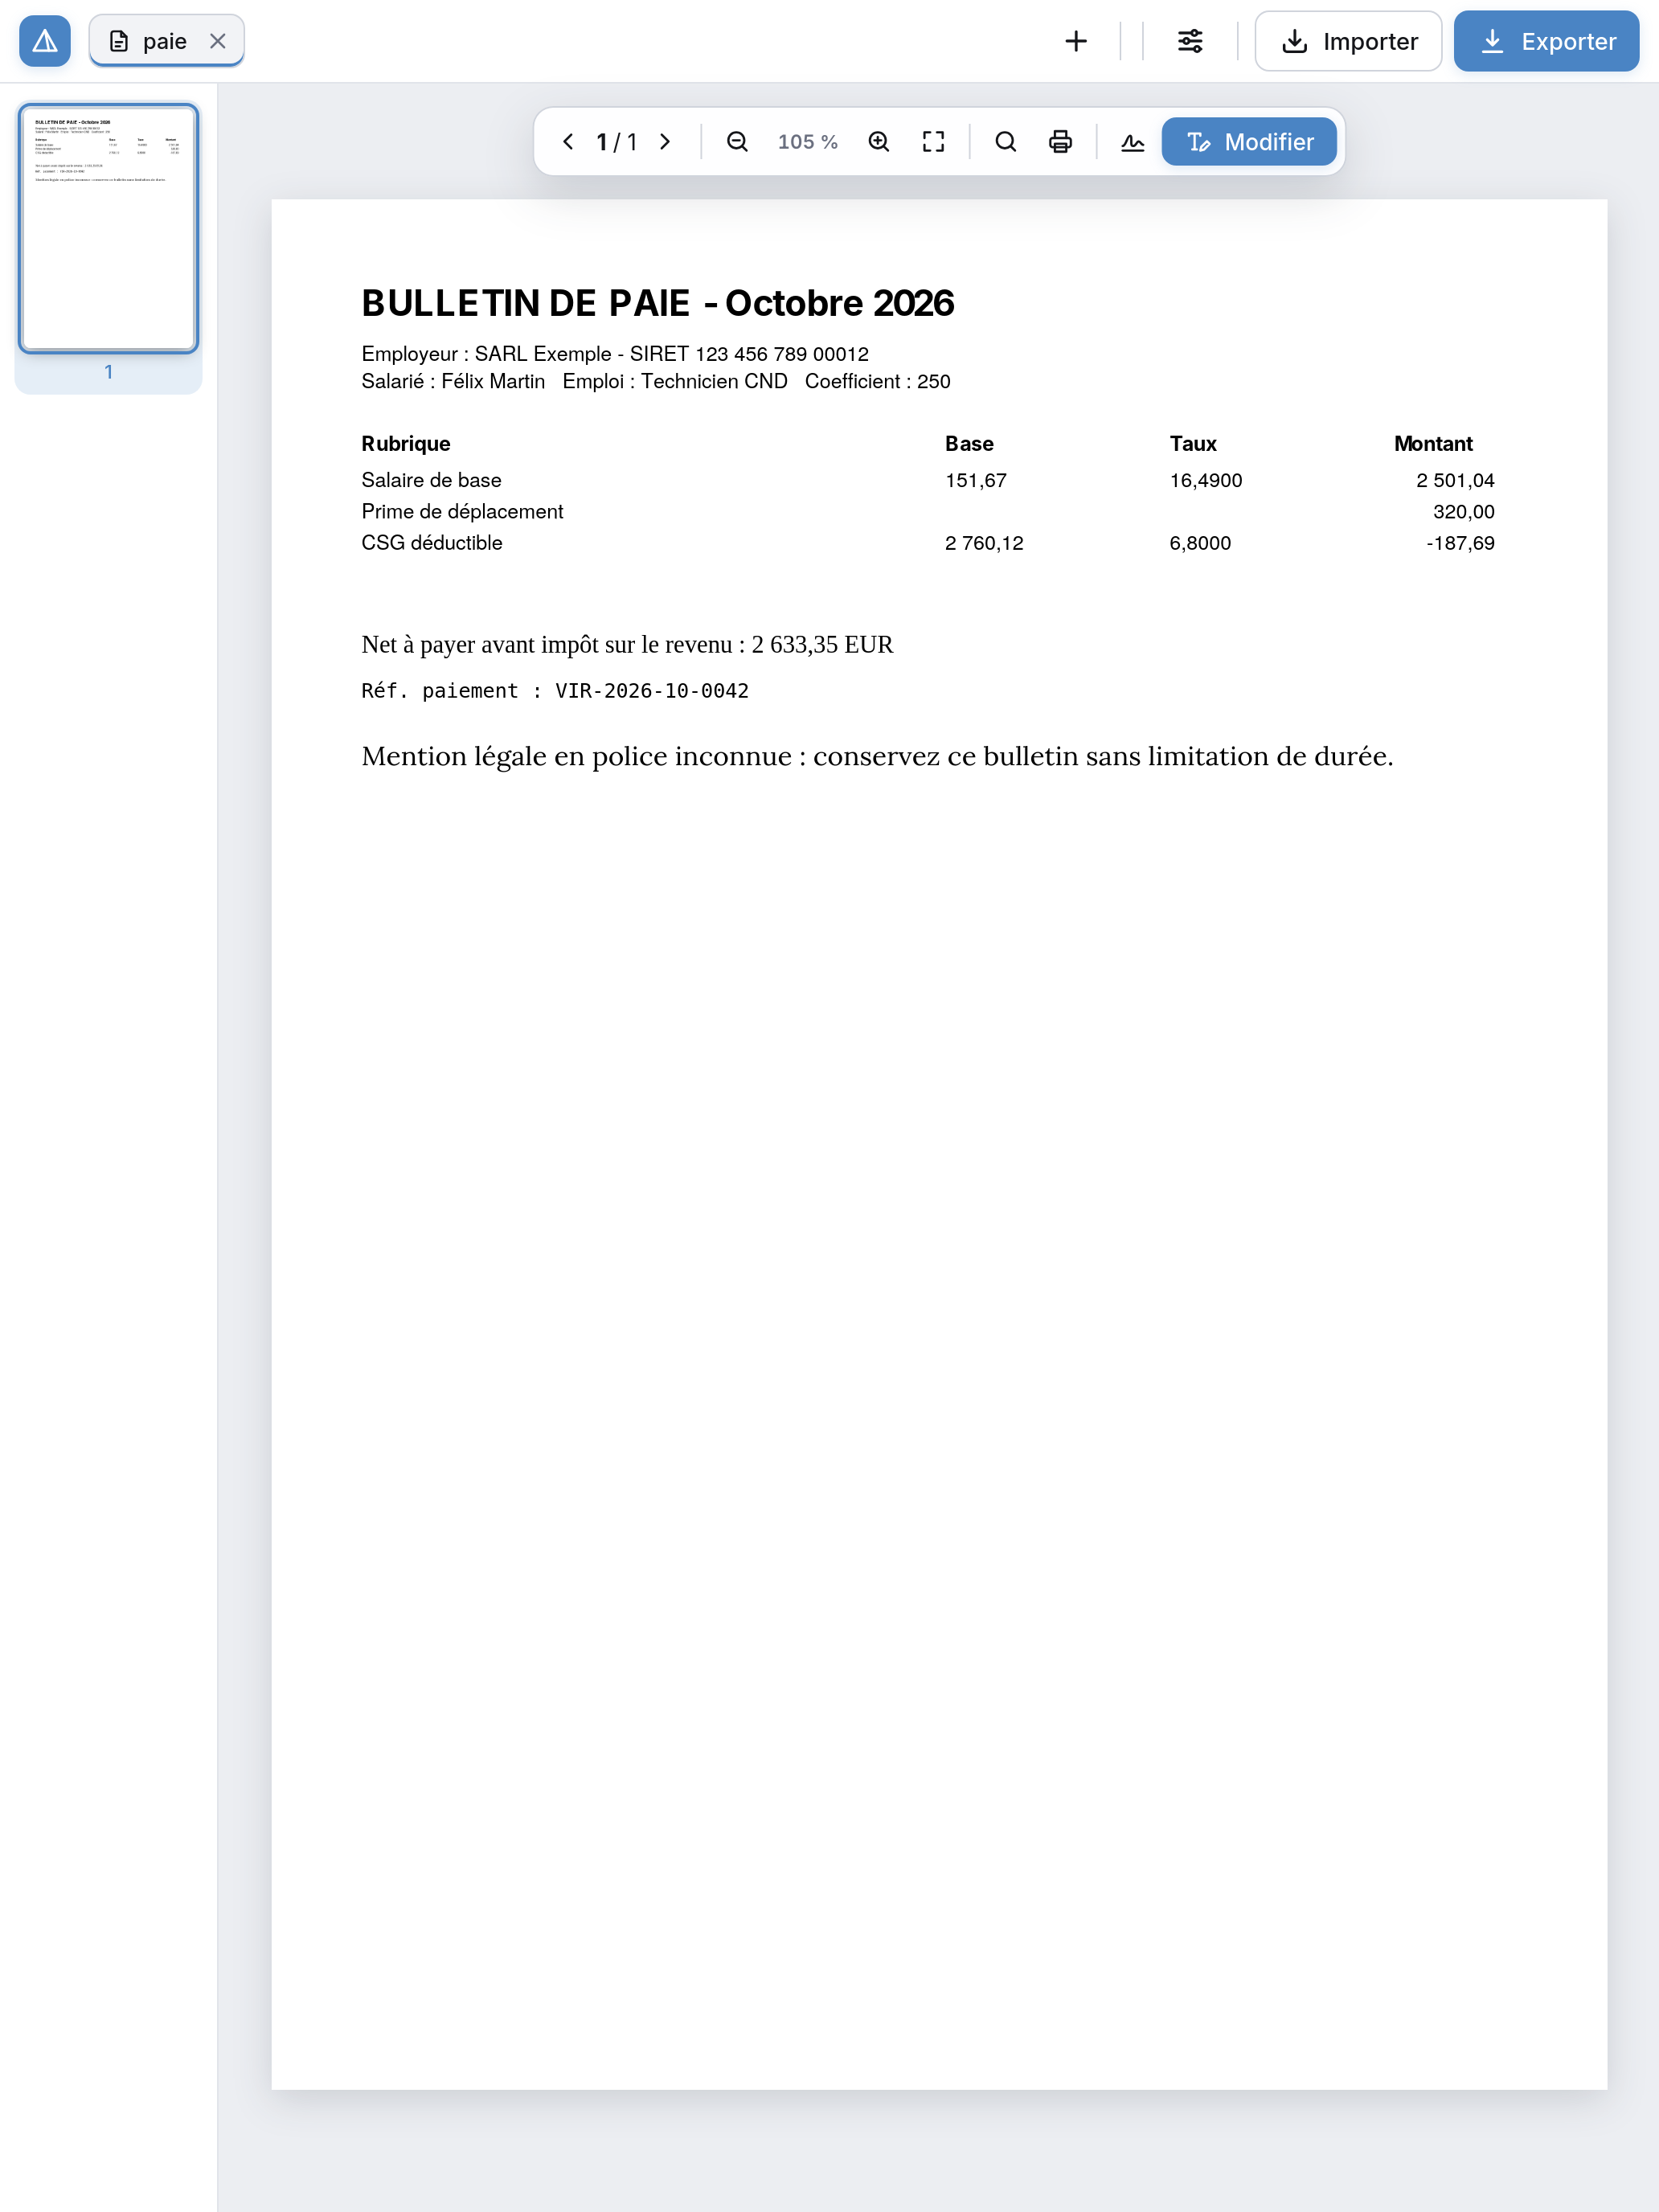 paie
Importer
Exporter
1 / 1
105 %
Modifier
1
BULLETIN DE PAIE - Octobre 2026
Employeur : SARL Exemple - SIRET 123 456 789 00012
Salarié : Félix Martin   Emploi : Technicien CND   Coefficient : 250
Rubrique   Base   Taux   Montant
Salaire de base   151,67   16,4900   2 501,04
Prime de déplacement   320,00
CSG déductible   2 760,12   6,8000   -187,69
Net à payer avant impôt sur le revenu : 2 633,35 EUR
Réf. paiement : VIR-2026-10-0042
Mention légale en police inconnue : conservez ce bulletin sans limitation de durée.